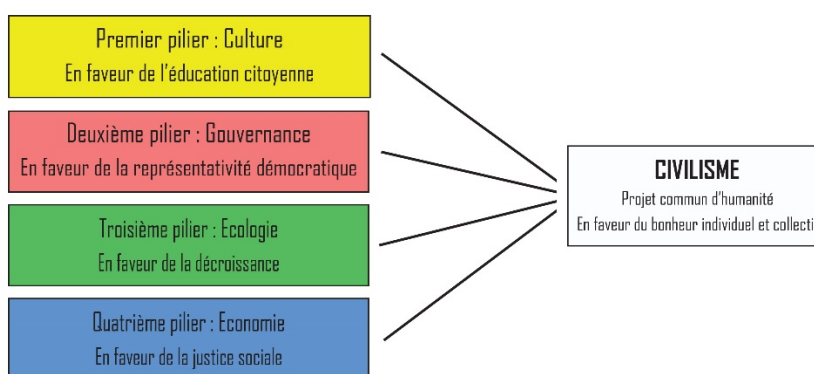 Premier pilier : Culture
En faveur de l'éducation citoyenne
Deuxième pilier : Gouvernance
En faveur de la représentativité démocratique
Troisième pilier : Ecologie
En faveur de la décroissance
Quatrième pilier : Economie
En faveur de la justice sociale
CIVILISME
Projet commun d'humanité
En faveur du bonheur individuel et collecti